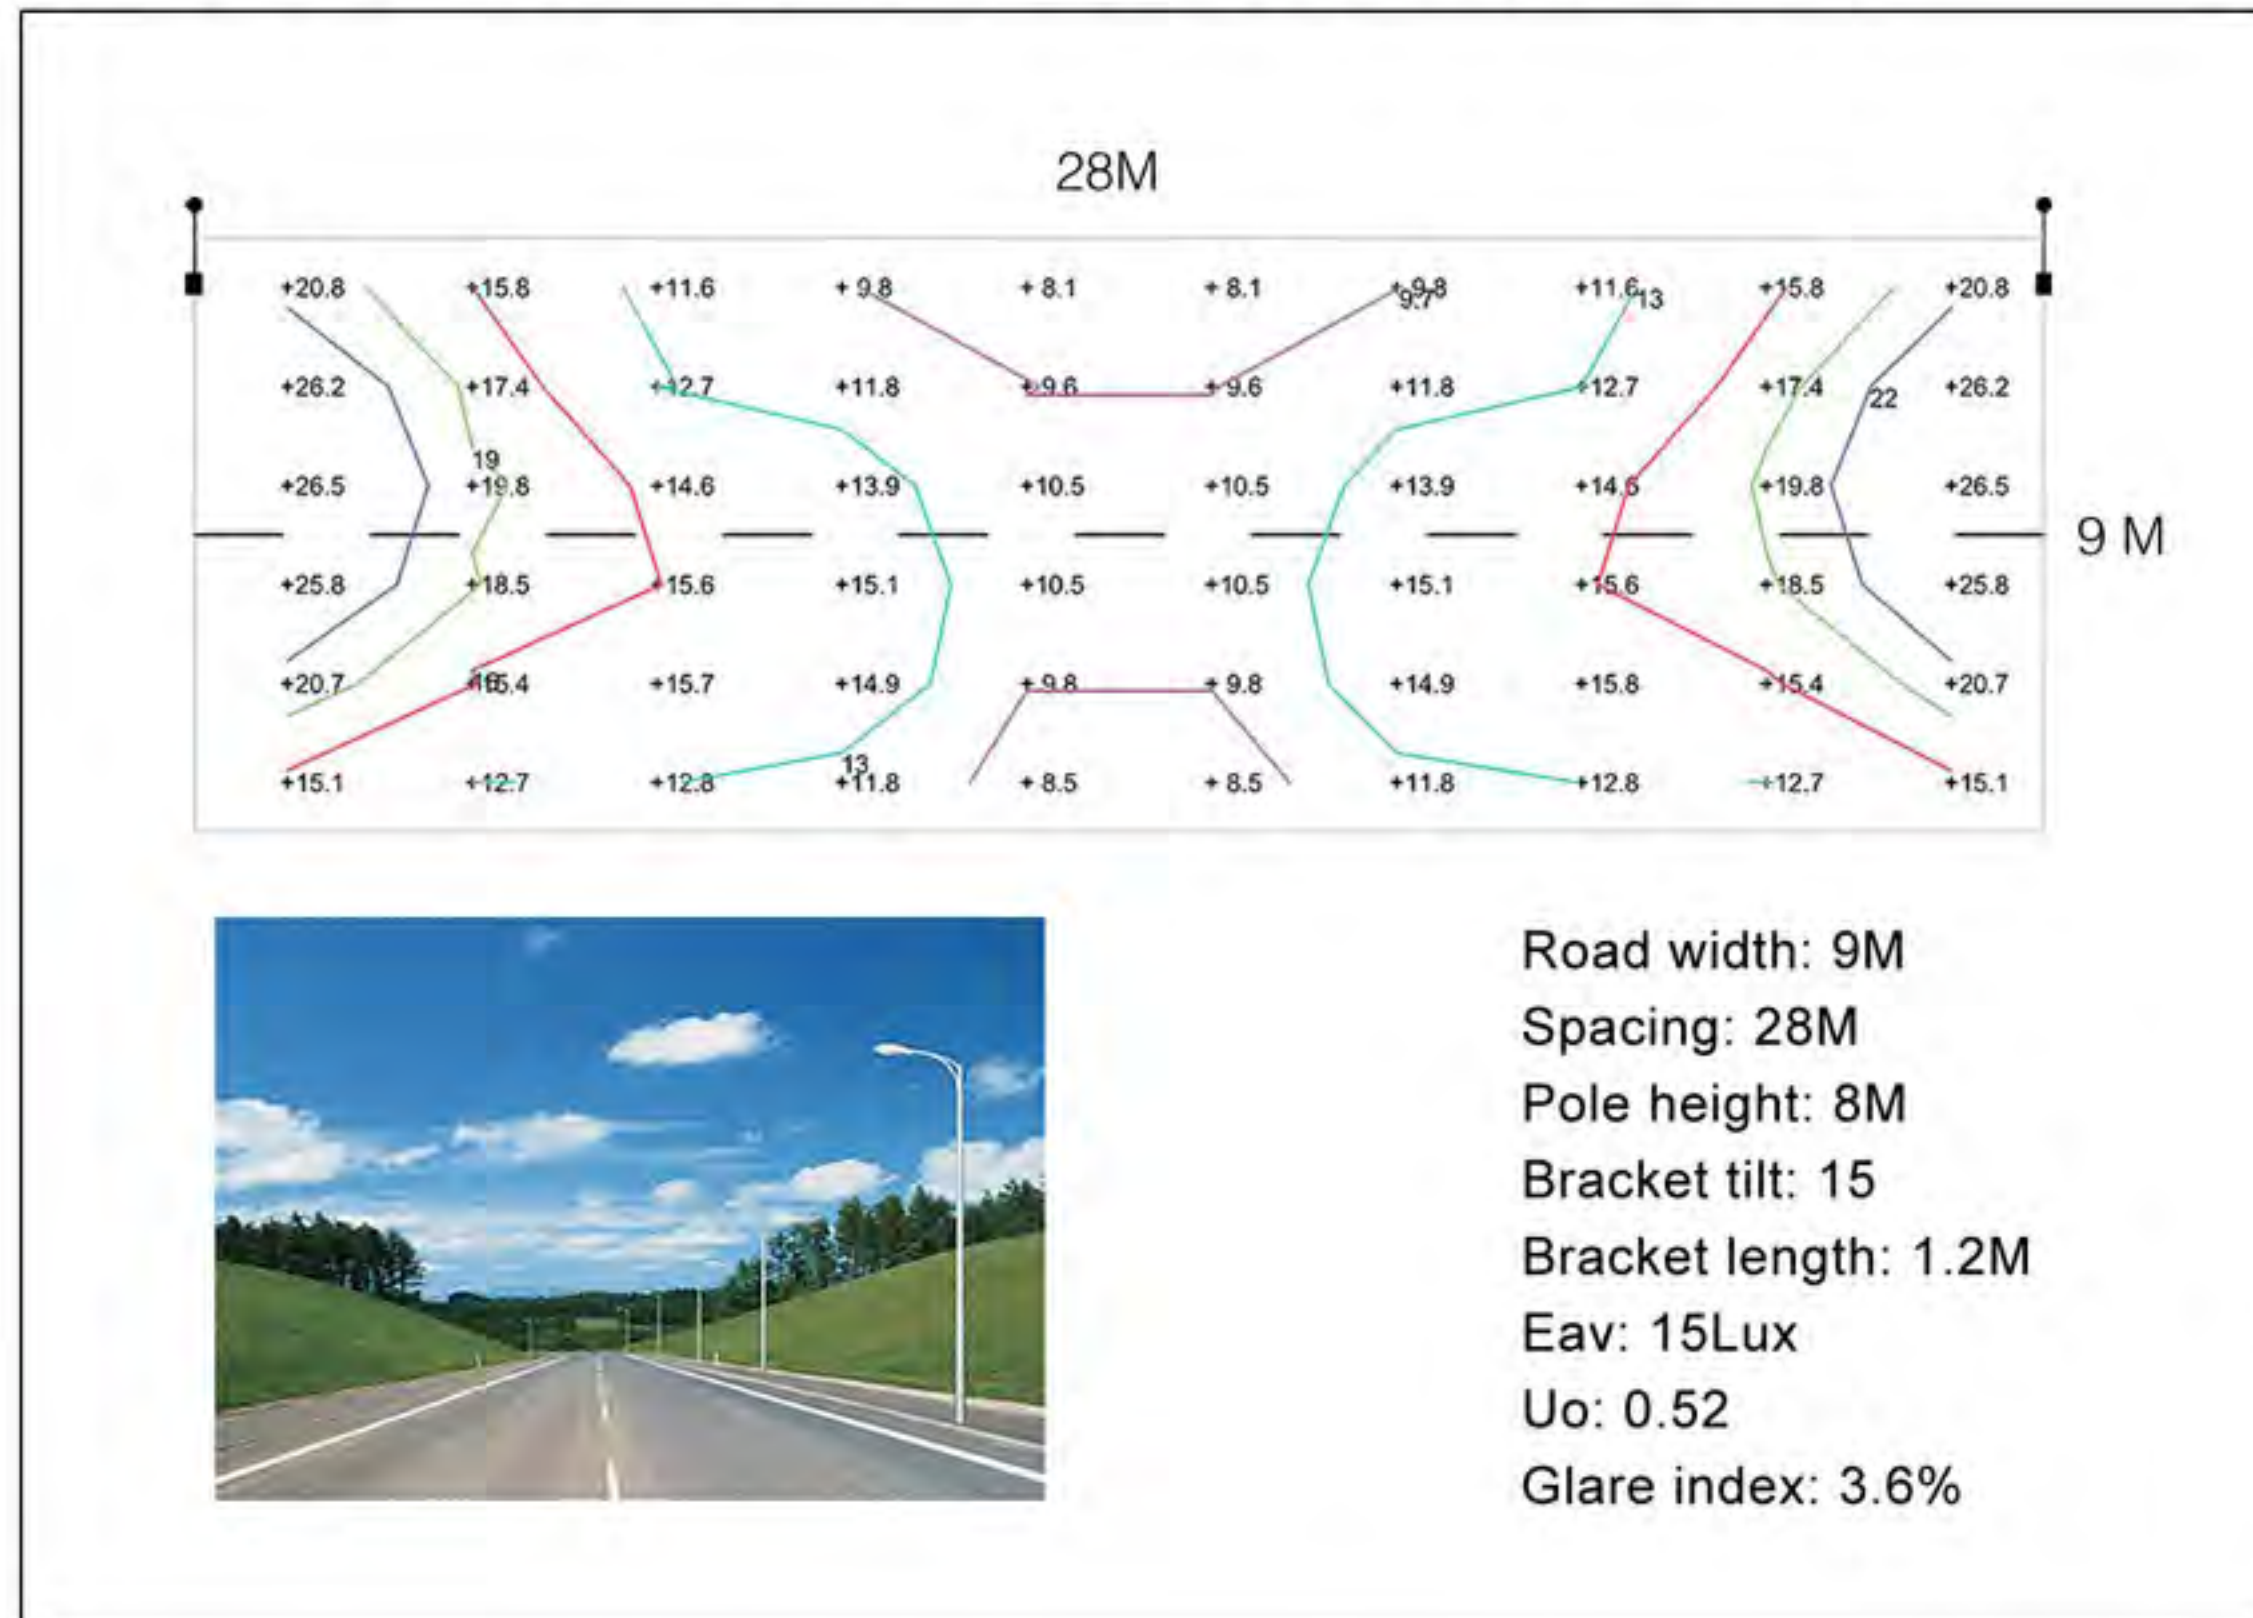 28M
+20.8 +15.8 +11.6 + 9.8 + 8.1 + 8.1 +9.8 9.7 +11.6 13 +15.8 +20.8
+26.2 +17.4 +12.7 +11.8 +9.6 +9.6 +11.8 +12.7 +17.4 22 +26.2
19
+26.5 +19.8 +14.6 +13.9 +10.5 +10.5 +13.9 +14.6 +19.8 +26.5
9 M
+25.8 +18.5 +15.6 +15.1 +10.5 +10.5 +15.1 +15.6 +18.5 +25.8
+20.7 +15.4 +15.7 +14.9 + 9.8 + 9.8 +14.9 +15.8 +15.4 +20.7
13
+15.1 +12.7 +12.8 +11.8 + 8.5 + 8.5 +11.8 +12.8 +12.7 +15.1
Road width: 9M
Spacing: 28M
Pole height: 8M
Bracket tilt: 15
Bracket length: 1.2M
Eav: 15Lux
Uo: 0.52
Glare index: 3.6%